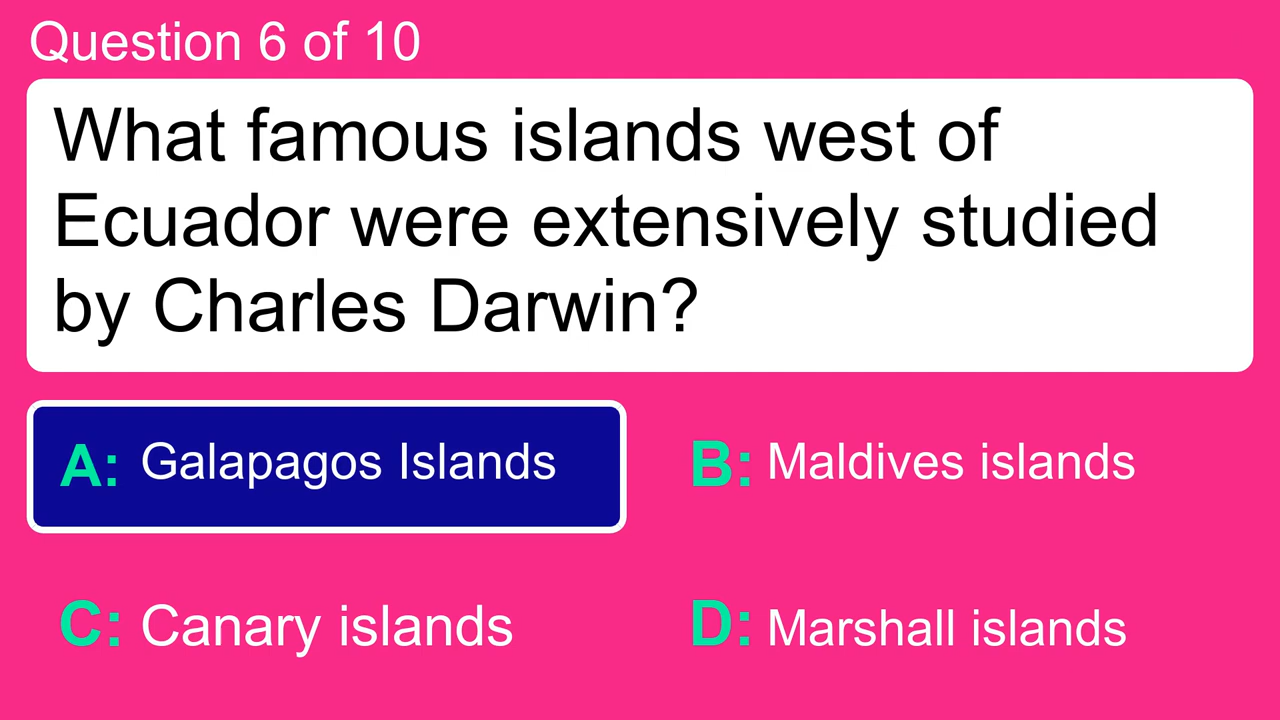 Question 6 of 10
What famous islands west of
Ecuador were extensively studied
by Charles Darwin?
A: Galapagos Islands
B: Maldives islands
C: Canary islands
D: Marshall islands